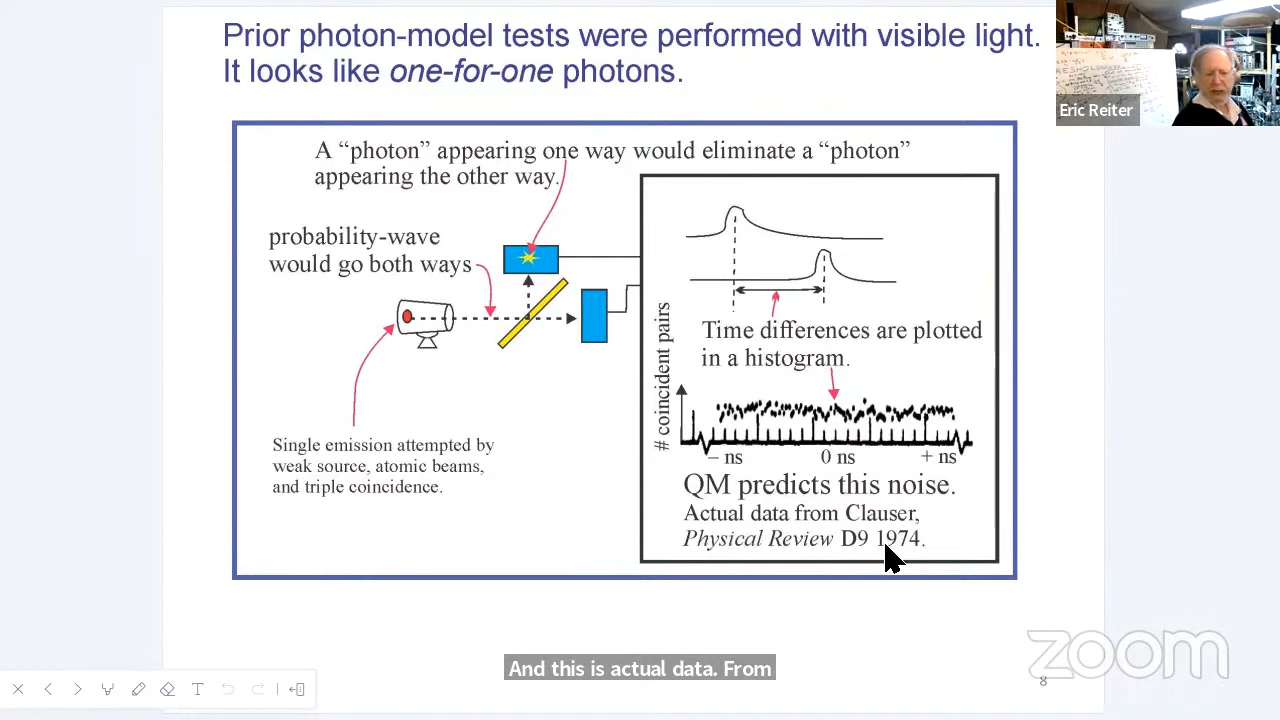 Prior photon-model tests were performed with visible light.
It looks like one-for-one photons.
Eric Reiter
A “photon” appearing one way would eliminate a “photon”
appearing the other way.
probability-wave
would go both ways
Single emission attempted by
weak source, atomic beams,
and triple coincidence.
# coincident pairs
Time differences are plotted
in a histogram.
– ns 0 ns + ns
QM predicts this noise.
Actual data from Clauser,
Physical Review D9 1974.
And this is actual data. From
zoom
8